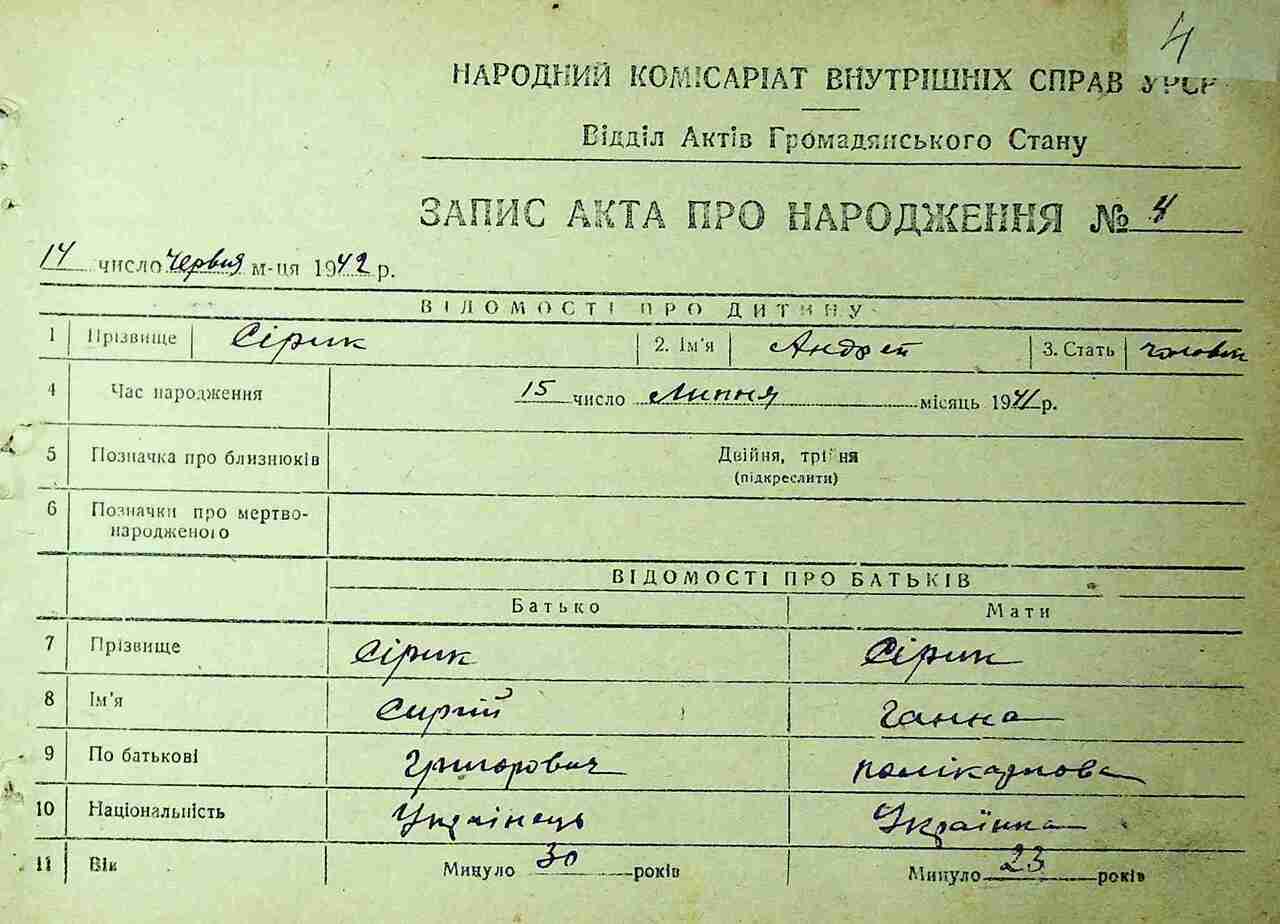 4
НАРОДНИЙ КОМІСАРІАТ ВНУТРІШНІХ СПРАВ УРСР
Відділ Актів Громадянського Стану
ЗАПИС АКТА ПРО НАРОДЖЕННЯ № 4
14 число Червня м-ця 1942 р.
ВІДОМОСТІ ПРО ДИТИНУ
1 Прізвище Сірик 2. Ім'я Андрей 3. Стать чоловік
4 Час народження 15 число Липня місяць 1941 р.
5 Позначка про близнюків Двійня, трійня
(підкреслити)
6 Позначки про мертво-
народженого
ВІДОМОСТІ ПРО БАТЬКІВ
Батько Мати
7 Прізвище Сірик Сірик
8 Ім'я Сиргій Ганна
9 По батькові Григорович Полікарпова
10 Національність Українець Українка
11 Вік Минуло 30 років Минуло 23 років